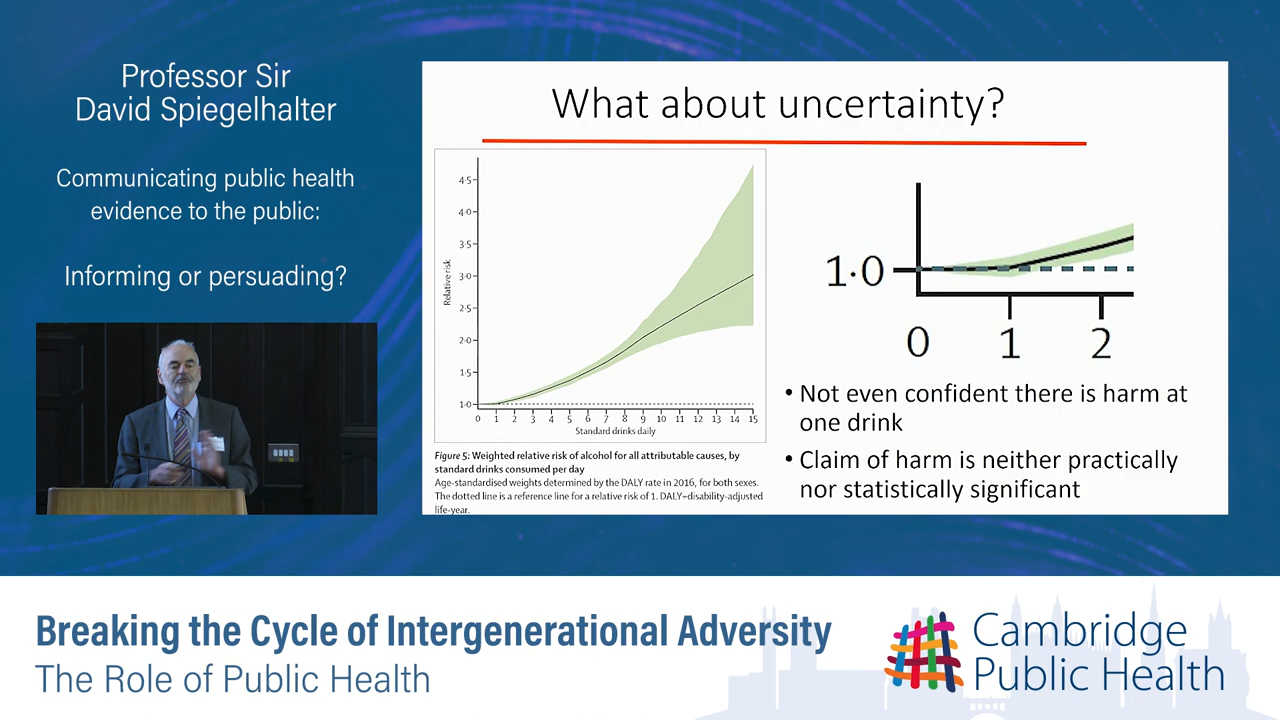 Professor Sir
David Spiegelhalter
Communicating public health
evidence to the public:
Informing or persuading?
What about uncertainty?
4·5
4·0
3·5
3·0
2·5
2·0
1·5
1·0
Relative risk
0 1 2 3 4 5 6 7 8 9 10 11 12 13 14 15
Standard drinks daily
Figure 5: Weighted relative risk of alcohol for all attributable causes, by
standard drinks consumed per day
Age-standardised weights determined by the DALY rate in 2016, for both sexes.
The dotted line is a reference line for a relative risk of 1. DALY=disability-adjusted
life-year.
1·0
0 1 2
• Not even confident there is harm at
one drink
• Claim of harm is neither practically
nor statistically significant
Breaking the Cycle of Intergenerational Adversity
The Role of Public Health
Cambridge
Public Health